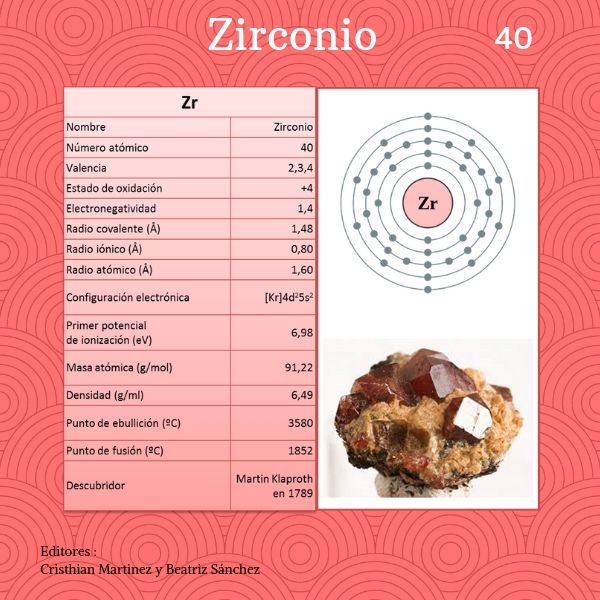 Zirconio 40
Zr
Nombre Zirconio
Número atómico 40
Valencia 2,3,4
Estado de oxidación +4
Electronegatividad 1,4
Radio covalente (Å) 1,48
Radio iónico (Å) 0,80
Radio atómico (Å) 1,60
Configuración electrónica [Kr]4d²5s²
Primer potencial
de ionización (eV) 6,98
Masa atómica (g/mol) 91,22
Densidad (g/ml) 6,49
Punto de ebullición (ºC) 3580
Punto de fusión (ºC) 1852
Descubridor Martin Klaproth
en 1789
Zr
Editores :
Cristhian Martinez y Beatriz Sánchez